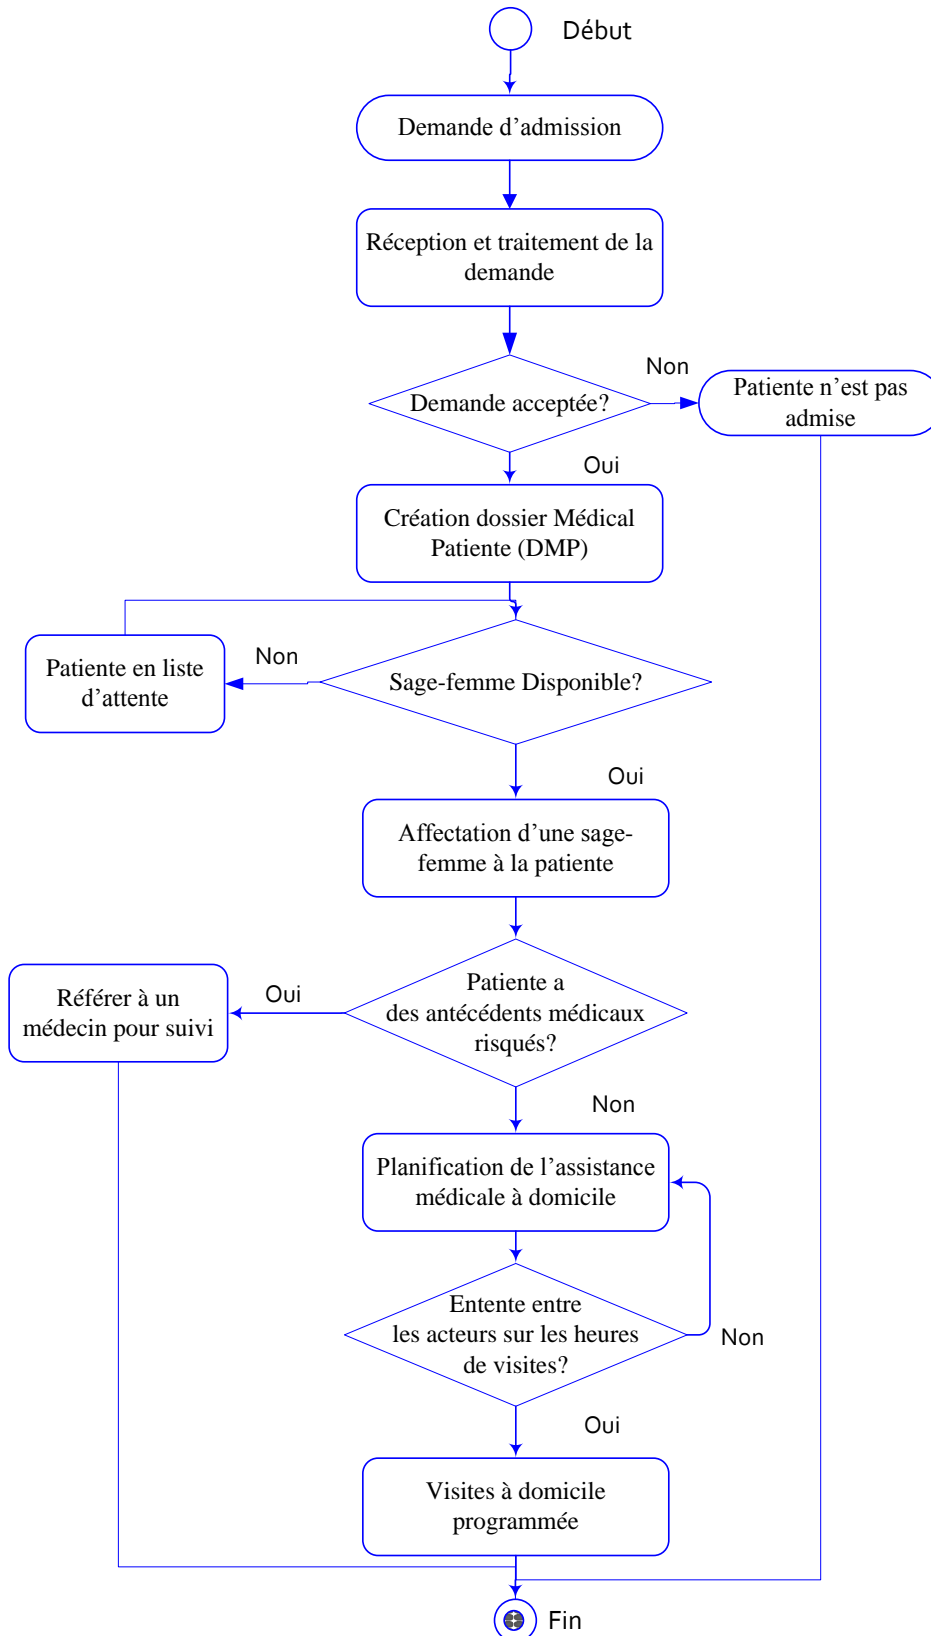 Début
Demande d’admission
Réception et traitement de la
demande
Non
Demande acceptée?
Patiente n’est pas
admise
Oui
Création dossier Médical
Patiente (DMP)
Patiente en liste
d’attente
Non
Sage-femme Disponible?
Oui
Affectation d’une sage-
femme à la patiente
Référer à un
médecin pour suivi
Oui
Patiente a
des antécédents médicaux
risqués?
Non
Planification de l’assistance
médicale à domicile
Entente entre
les acteurs sur les heures
de visites?
Non
Oui
Visites à domicile
programmée
Fin